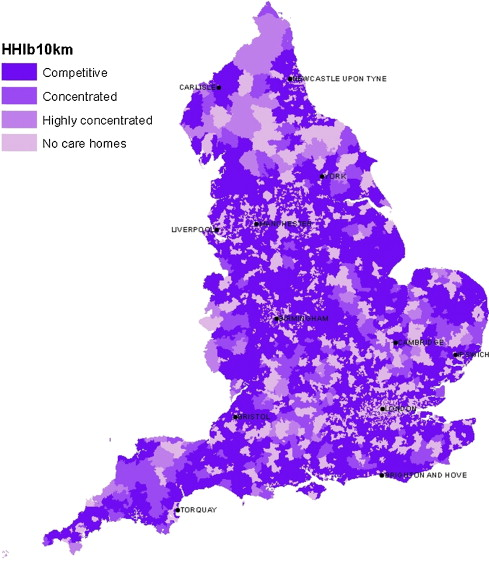 HHIb10km
Competitive
Concentrated
Highly concentrated
No care homes
NEWCASTLE UPON TYNE
CARLISLE
YORK
MANCHESTER
LIVERPOOL
BIRMINGHAM
CAMBRIDGE
IPSWICH
LONDON
BRISTOL
BRIGHTON AND HOVE
TORQUAY